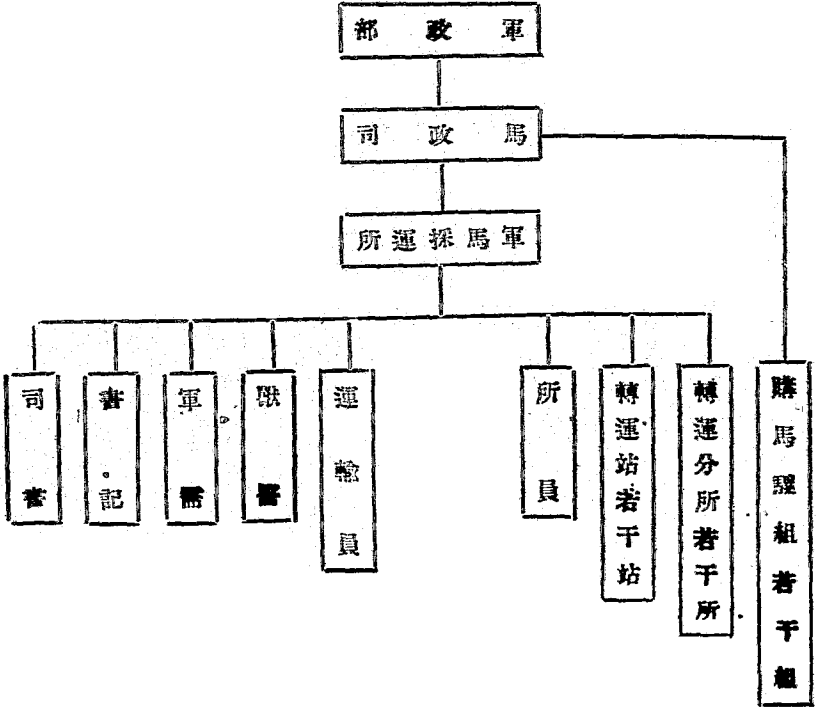 軍政部
馬政司
軍馬採運所
購馬騾組若干組
轉運分所若干所
轉運站若干站
所員
運輸員
獸醫
軍需
書記
司書